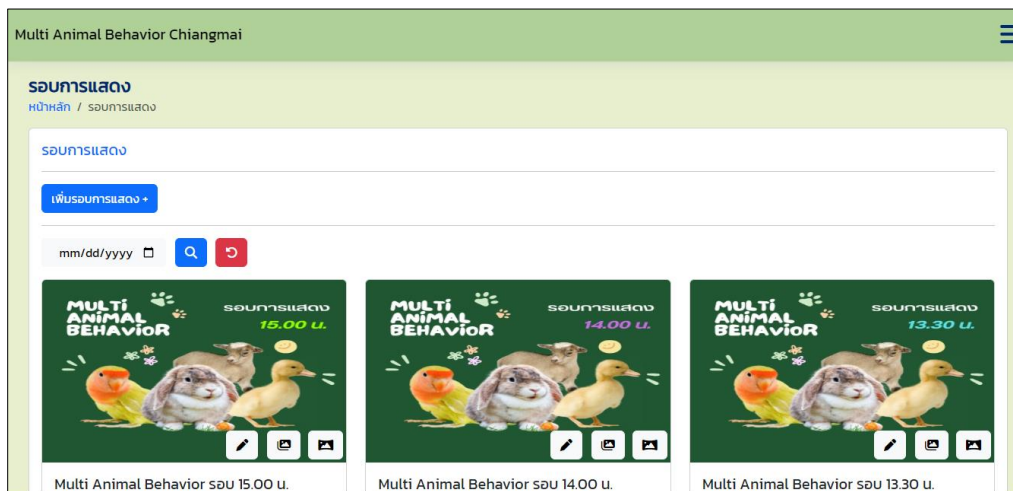 Multi Animal Behavior Chiangmai
รอบการแสดง
หน้าหลัก / รอบการแสดง
รอบการแสดง
เพิ่มรอบการแสดง +
mm/dd/yyyy
MULTi
ANiMAL
BEHAvioR
รอบการแสดง
15.00 น.
MULTi
ANiMAL
BEHAvioR
รอบการแสดง
14.00 น.
MULTi
ANiMAL
BEHAvioR
รอบการแสดง
13.30 น.
Multi Animal Behavior รอบ 15.00 น.
Multi Animal Behavior รอบ 14.00 น.
Multi Animal Behavior รอบ 13.30 น.